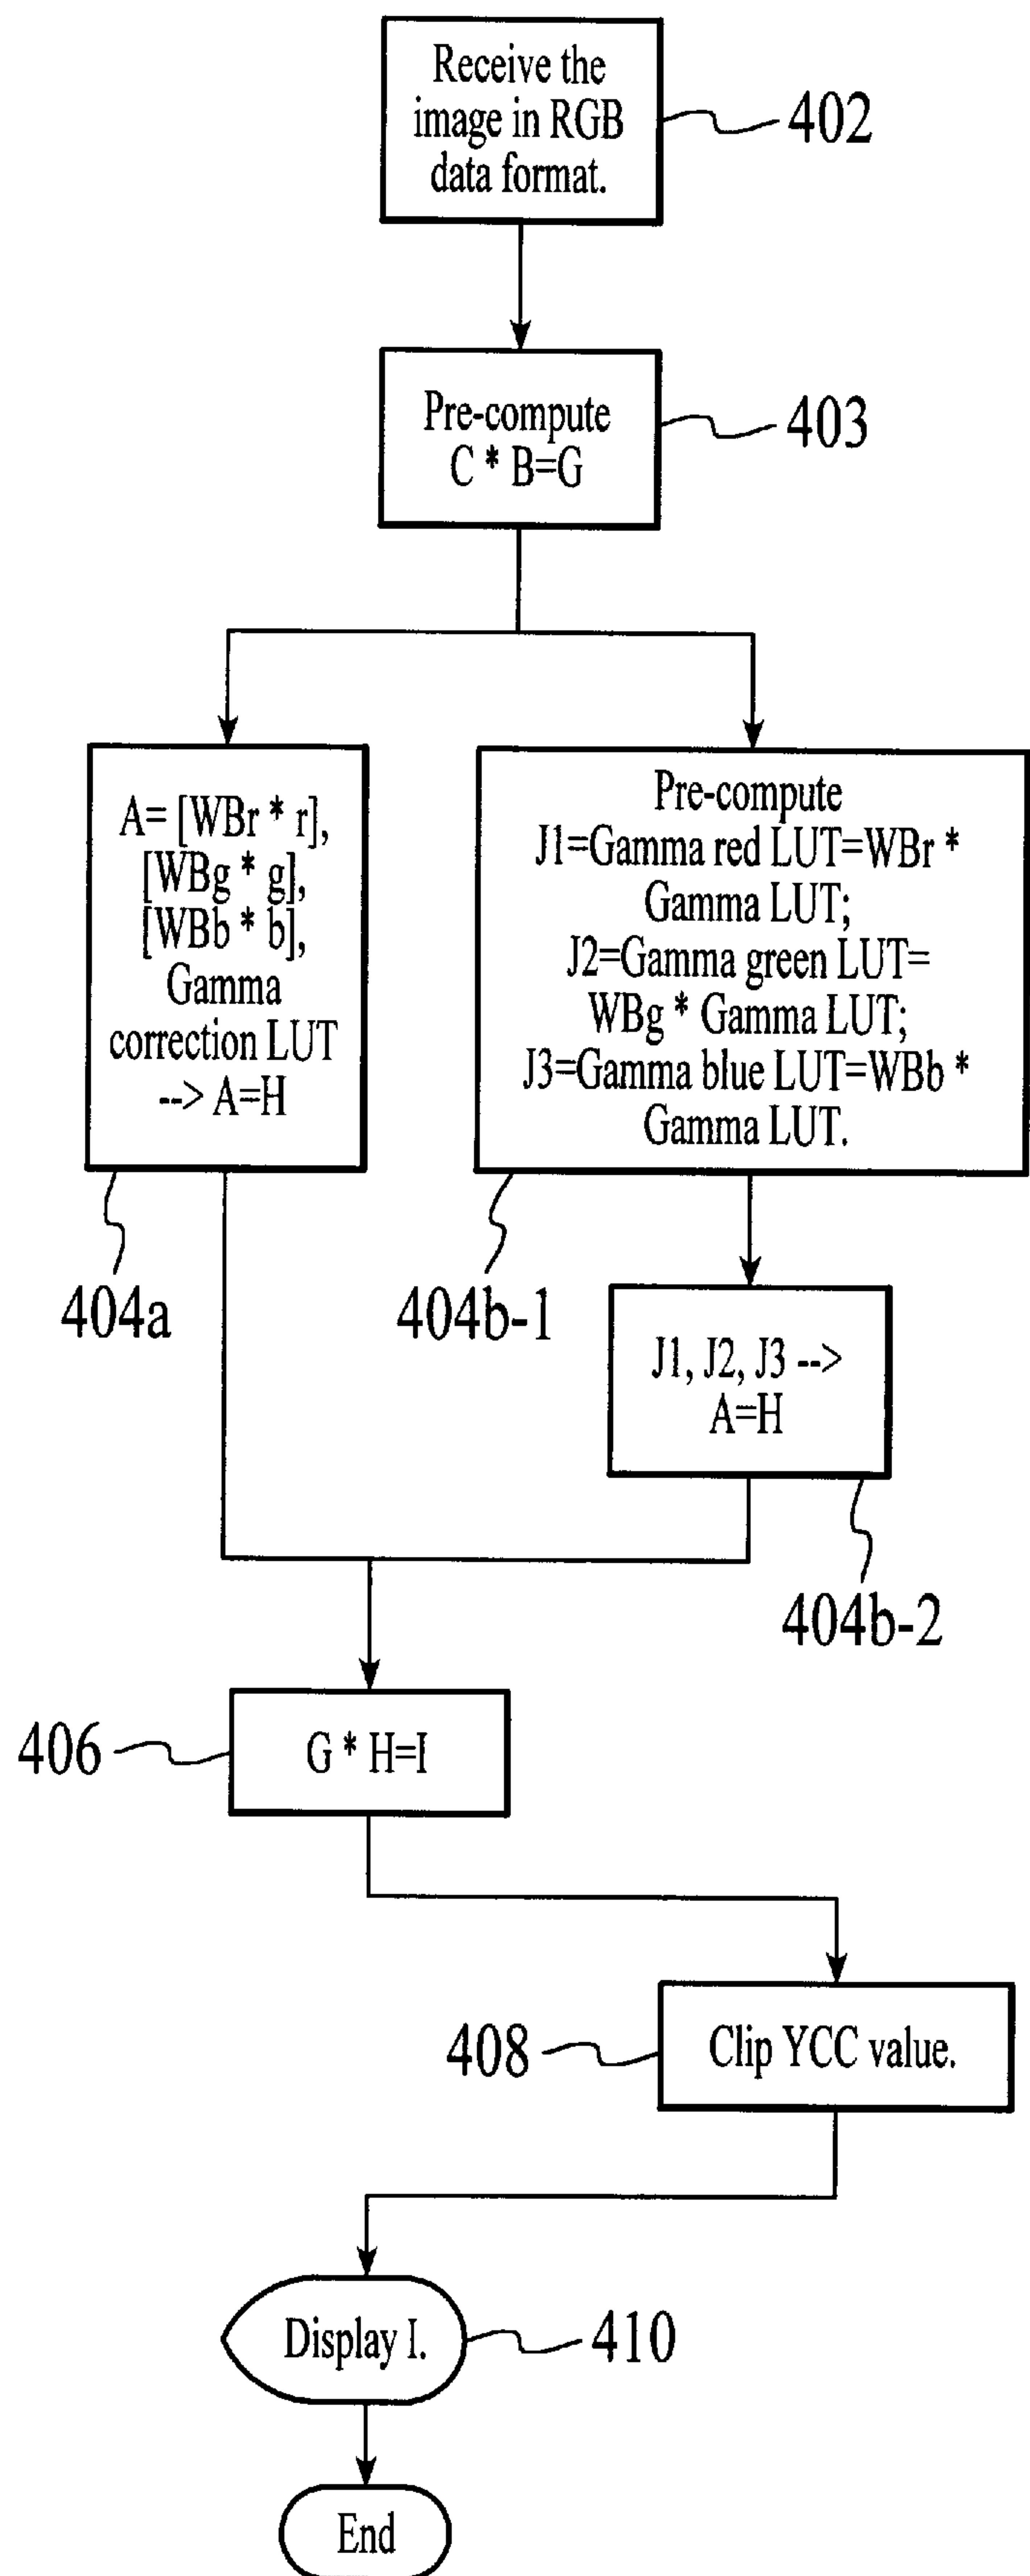 Receive the
image in RGB
data format.
402
Pre-compute
C * B=G
403
A= [WBr * r],
[WBg * g],
[WBb * b],
Gamma
correction LUT
--> A=H
404a
Pre-compute
J1=Gamma red LUT=WBr *
Gamma LUT;
J2=Gamma green LUT=
WBg * Gamma LUT;
J3=Gamma blue LUT=WBb *
Gamma LUT.
404b-1
J1, J2, J3 -->
A=H
404b-2
406
G * H=I
408
Clip YCC value.
Display I.
410
End